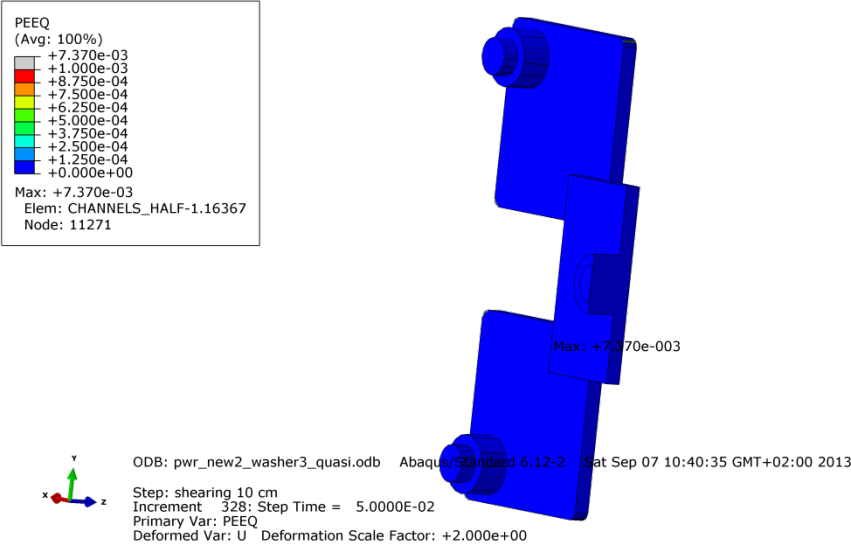 PEEQ
(Avg: 100%)
+7.370e-03
+1.000e-03
+8.750e-04
+7.500e-04
+6.250e-04
+5.000e-04
+3.750e-04
+2.500e-04
+1.250e-04
+0.000e+00
Max: +7.370e-03
Elem: CHANNELS_HALF-1.16367
Node: 11271
Max: +7.370e-003
Y
X
Z
ODB: pwr_new2_washer3_quasi.odb Abaqus/Standard 6.12-2 Sat Sep 07 10:40:35 GMT+02:00 2013
Step: shearing 10 cm
Increment 328: Step Time = 5.0000E-02
Primary Var: PEEQ
Deformed Var: U Deformation Scale Factor: +2.000e+00